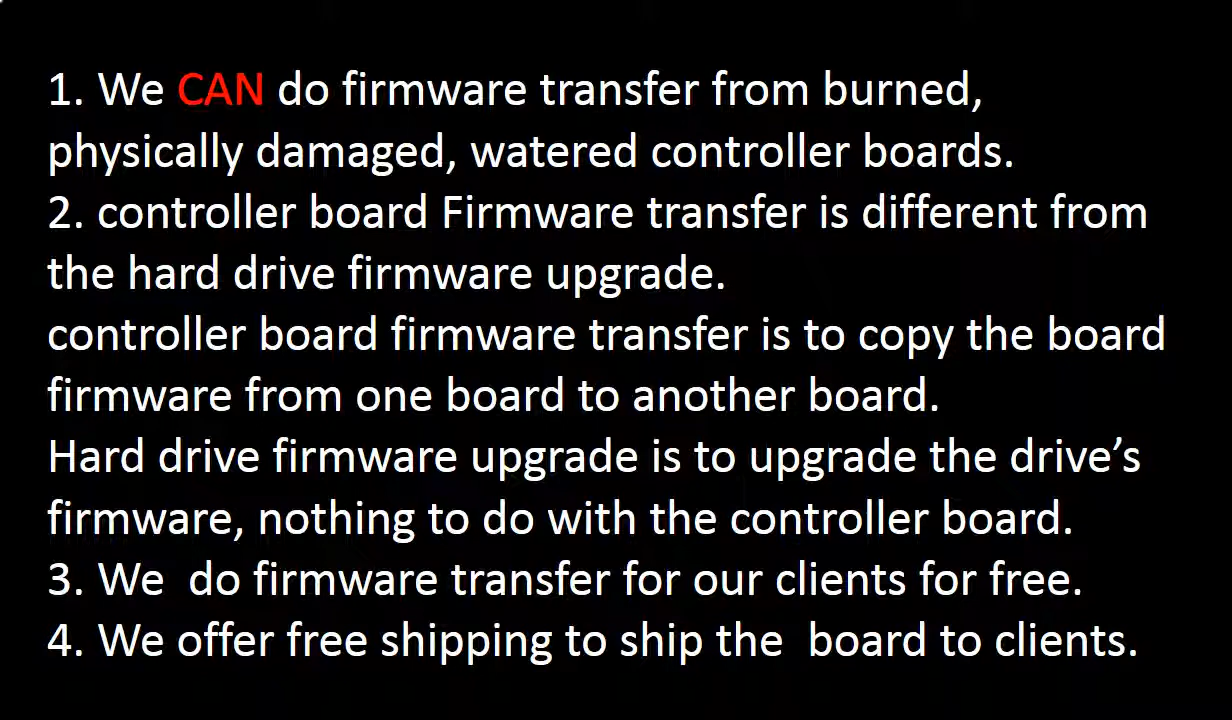 1. We CAN do firmware transfer from burned,
physically damaged, watered controller boards.
2. controller board Firmware transfer is different from
the hard drive firmware upgrade.
controller board firmware transfer is to copy the board
firmware from one board to another board.
Hard drive firmware upgrade is to upgrade the drive’s
firmware, nothing to do with the controller board.
3. We  do firmware transfer for our clients for free.
4. We offer free shipping to ship the  board to clients.